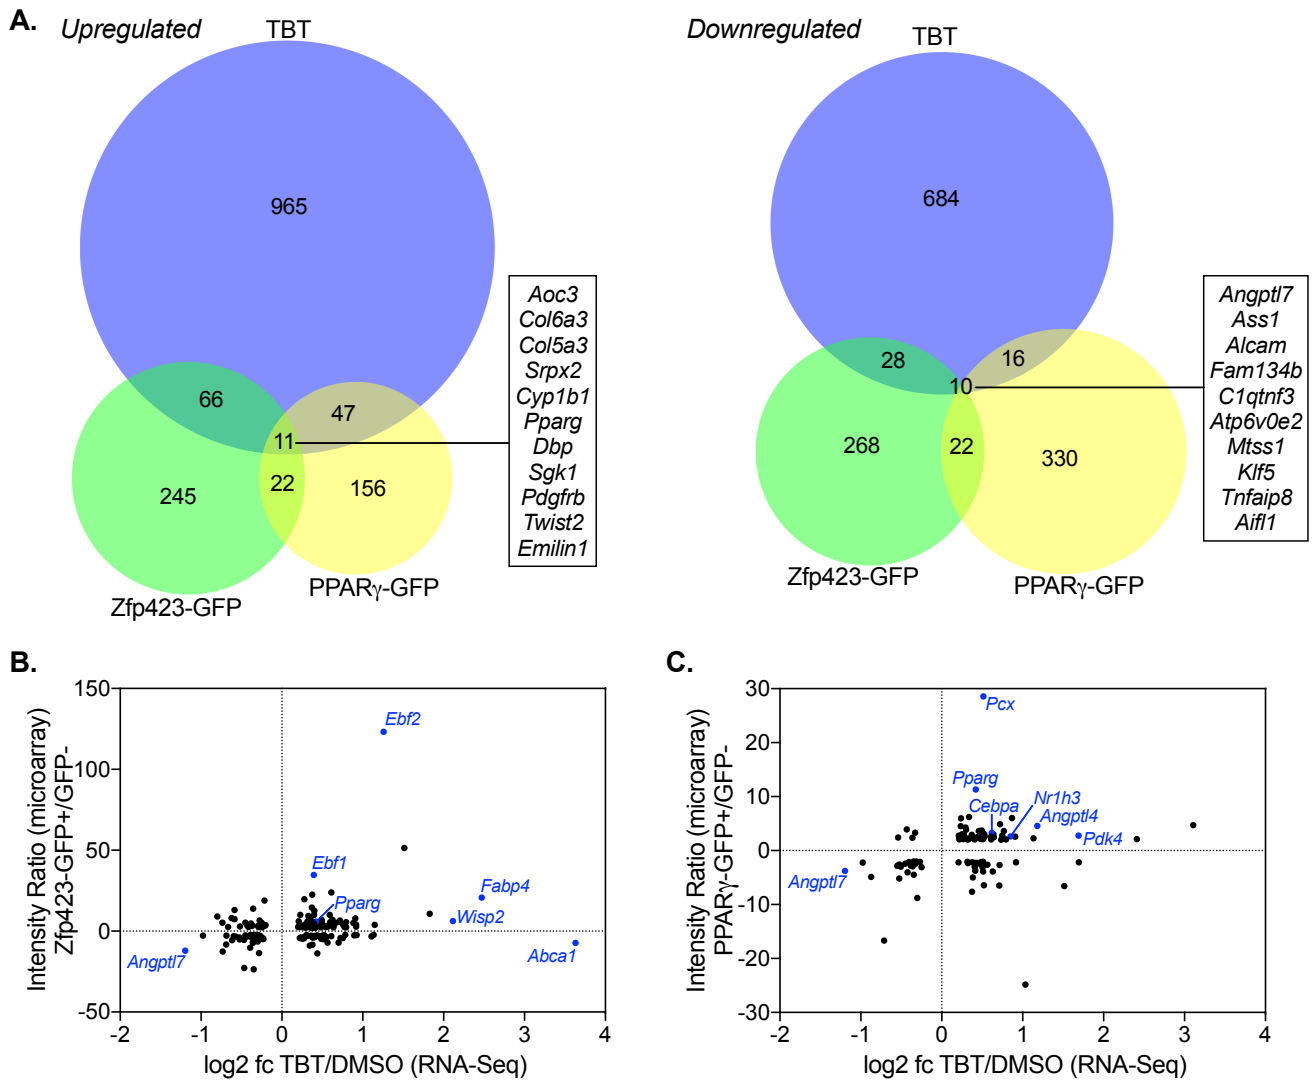 A.
Upregulated
TBT
965
66
47
11
22
245
156
Zfp423-GFP
PPARγ-GFP
Aoc3
Col6a3
Col5a3
Srpx2
Cyp1b1
Pparg
Dbp
Sgk1
Pdgfrb
Twist2
Emilin1
Downregulated
TBT
684
28
16
10
268
22
330
Zfp423-GFP
PPARγ-GFP
Angptl7
Ass1
Alcam
Fam134b
C1qtnf3
Atp6v0e2
Mtss1
Klf5
Tnfaip8
Aifl1
B.
Intensity Ratio (microarray)
Zfp423-GFP+/GFP-
150
100
50
0
-50
Ebf2
Ebf1
Pparg
Fabp4
Wisp2
Abca1
Angptl7
-2 -1 0 1 2 3 4
log2 fc TBT/DMSO (RNA-Seq)
C.
Intensity Ratio (microarray)
PPARγ-GFP+/GFP-
30
20
10
0
-10
-20
-30
Pcx
Pparg
Cebpa
Nr1h3
Angptl4
Pdk4
Angptl7
-2 -1 0 1 2 3 4
log2 fc TBT/DMSO (RNA-Seq)